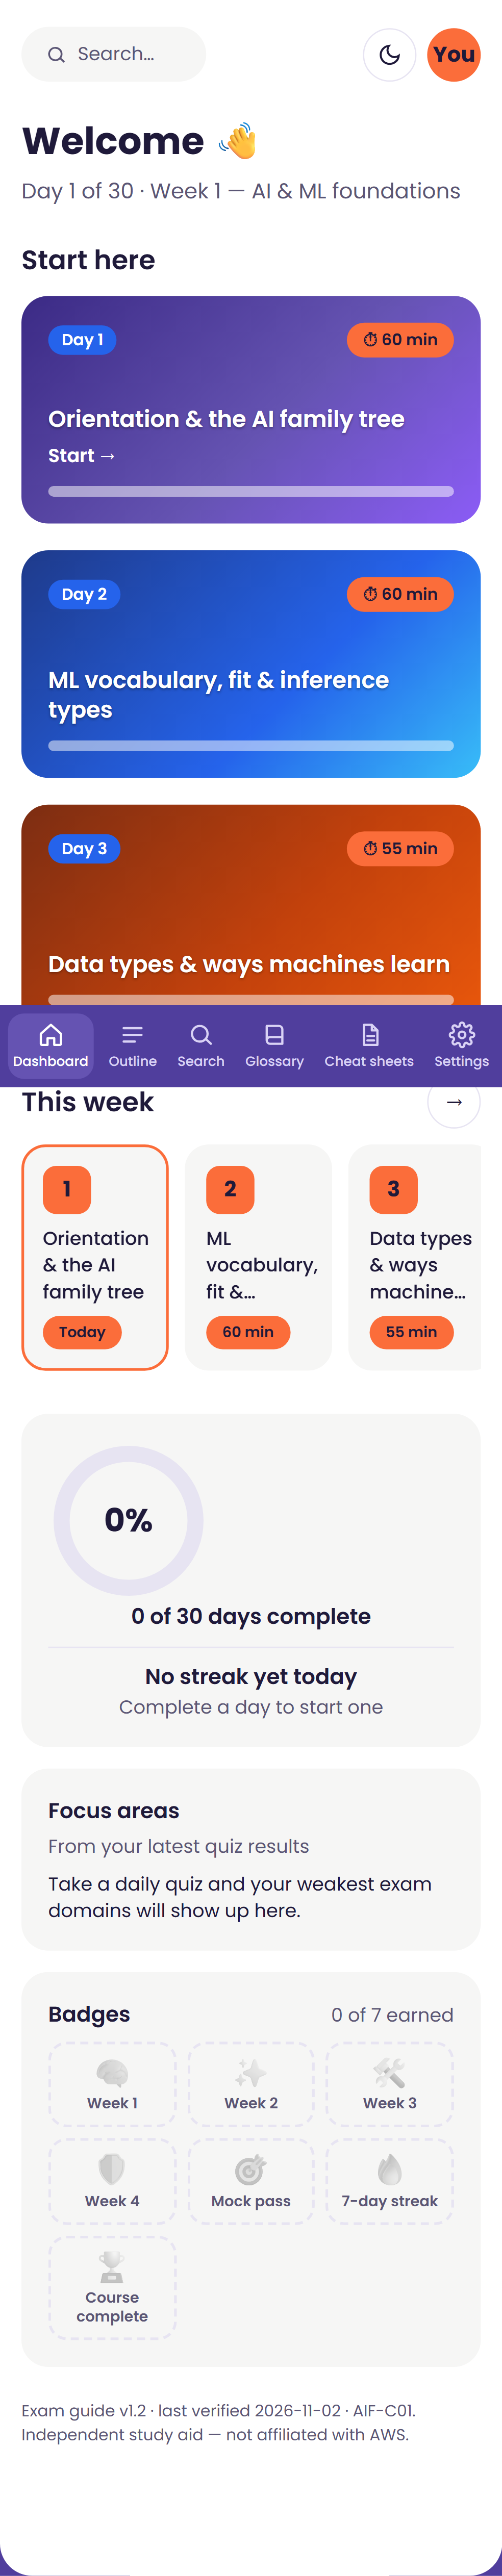 Search...
You
Welcome 👋
Day 1 of 30 · Week 1 — AI & ML foundations
Start here
Day 1
⏱ 60 min
Orientation & the AI family tree
Start →
Day 2
⏱ 60 min
ML vocabulary, fit & inference
types
Day 3
⏱ 55 min
Data types & ways machines learn
Dashboard
Outline
Search
Glossary
Cheat sheets
Settings
This week
→
1
Orientation
& the AI
family tree
Today
2
ML
vocabulary,
fit &...
60 min
3
Data types
& ways
machine...
55 min
0%
0 of 30 days complete
No streak yet today
Complete a day to start one
Focus areas
From your latest quiz results
Take a daily quiz and your weakest exam
domains will show up here.
Badges
0 of 7 earned
Week 1
Week 2
Week 3
Week 4
Mock pass
7-day streak
Course
complete
Exam guide v1.2 · last verified 2026-11-02 · AIF-C01.
Independent study aid — not affiliated with AWS.